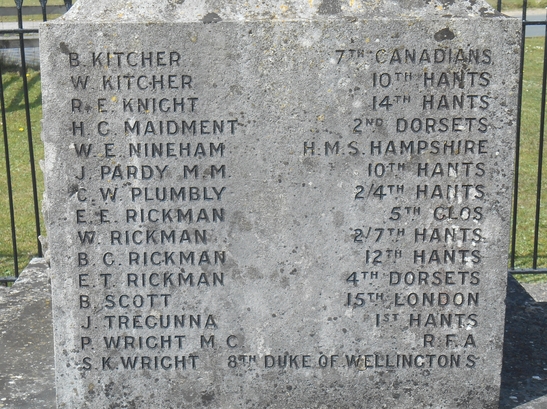 B. KITCHER 7TH CANADIANS
W. KITCHER 10TH HANTS
R. E. KNIGHT 14TH HANTS
H. G. MAIDMENT 2ND DORSETS
W. E. NINEHAM H.M.S. HAMPSHIRE
J. PARDY M.M. 10TH HANTS
C. W. PLUMBLY 2/4TH HANTS
E. E. RICKMAN 5TH GLOS
W. RICKMAN 2/7TH HANTS
B. G. RICKMAN 12TH HANTS
E. T. RICKMAN 4TH DORSETS
B. SCOTT 15TH LONDON
J. TREGUNNA 1ST HANTS
P. WRIGHT M.C. R.F.A
S. K. WRIGHT 8TH DUKE OF WELLINGTONS